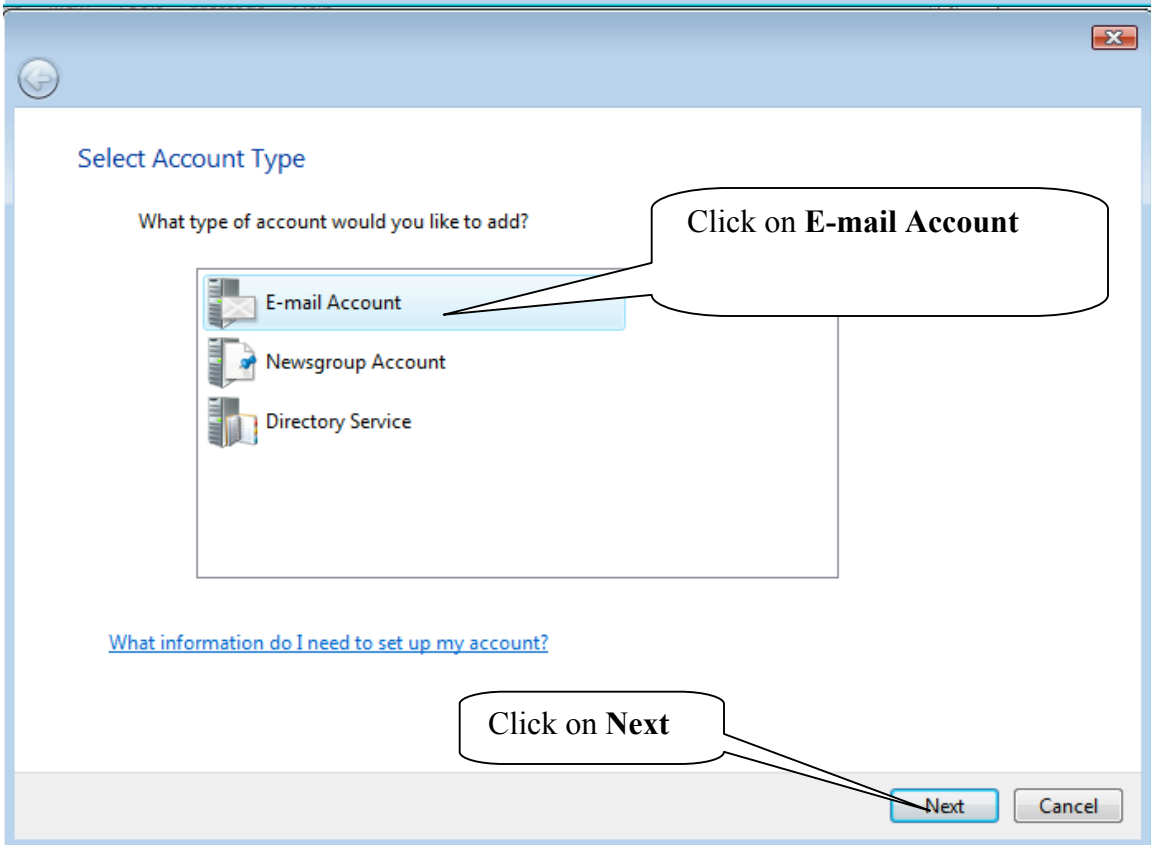 Select Account Type
What type of account would you like to add?
Click on E-mail Account
E-mail Account
Newsgroup Account
Directory Service
What information do I need to set up my account?
Click on Next
Next
Cancel